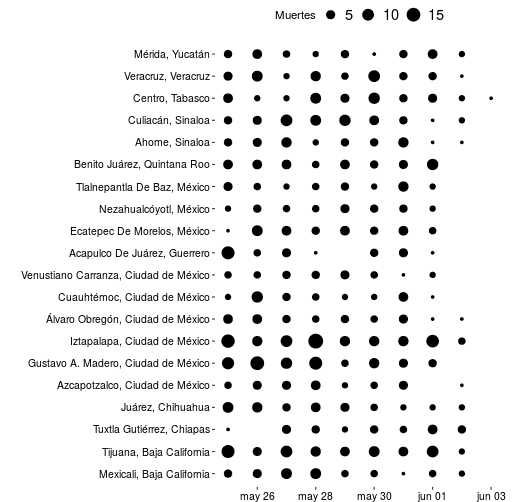 Muertes 5 10 15
Mérida, Yucatán
Veracruz, Veracruz
Centro, Tabasco
Culiacán, Sinaloa
Ahome, Sinaloa
Benito Juárez, Quintana Roo
Tlalnepantla De Baz, México
Nezahualcóyotl, México
Ecatepec De Morelos, México
Acapulco De Juárez, Guerrero
Venustiano Carranza, Ciudad de México
Cuauhtémoc, Ciudad de México
Álvaro Obregón, Ciudad de México
Iztapalapa, Ciudad de México
Gustavo A. Madero, Ciudad de México
Azcapotzalco, Ciudad de México
Juárez, Chihuahua
Tuxtla Gutiérrez, Chiapas
Tijuana, Baja California
Mexicali, Baja California
may 26 may 28 may 30 jun 01 jun 03